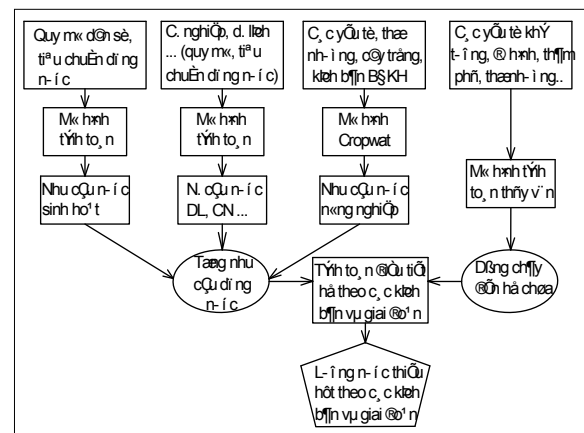 Quy m« d©n sè,
tiªu chuÈn dïng
n-íc
C. nghiÖp, d. lÞch
... (quy m«, tiªu
chuÈn dïng n-íc)
C¸c yÕu tè, thæ
nh-ìng, c©y trång,
kÞch b¶n B§KH
C¸c yÕu tè khÝ
t-îng, ®Þa h×nh, th¶m
phñ, thæ nh-ìng..
M« h×nh
tÝnh to¸n
M« h×nh
tÝnh to¸n
M« h×nh
Cropwat
M« h×nh tÝnh
to¸n thñy v¨n
Nhu cÇu n-íc
sinh ho¹t
N. cÇu n-íc
DL, CN ...
Nhu cÇu n-íc
n«ng nghiÖp
Tæng nhu
cÇu dïng
n-íc
TÝnh to¸n ®iÒu tiÕt
hå theo c¸c kÞch
b¶n vµ giai ®o¹n
Dßng ch¶y
®Õn hå chøa
L-îng n-íc thiÕu
hôt theo c¸c kÞch
b¶n vµ giai ®o¹n